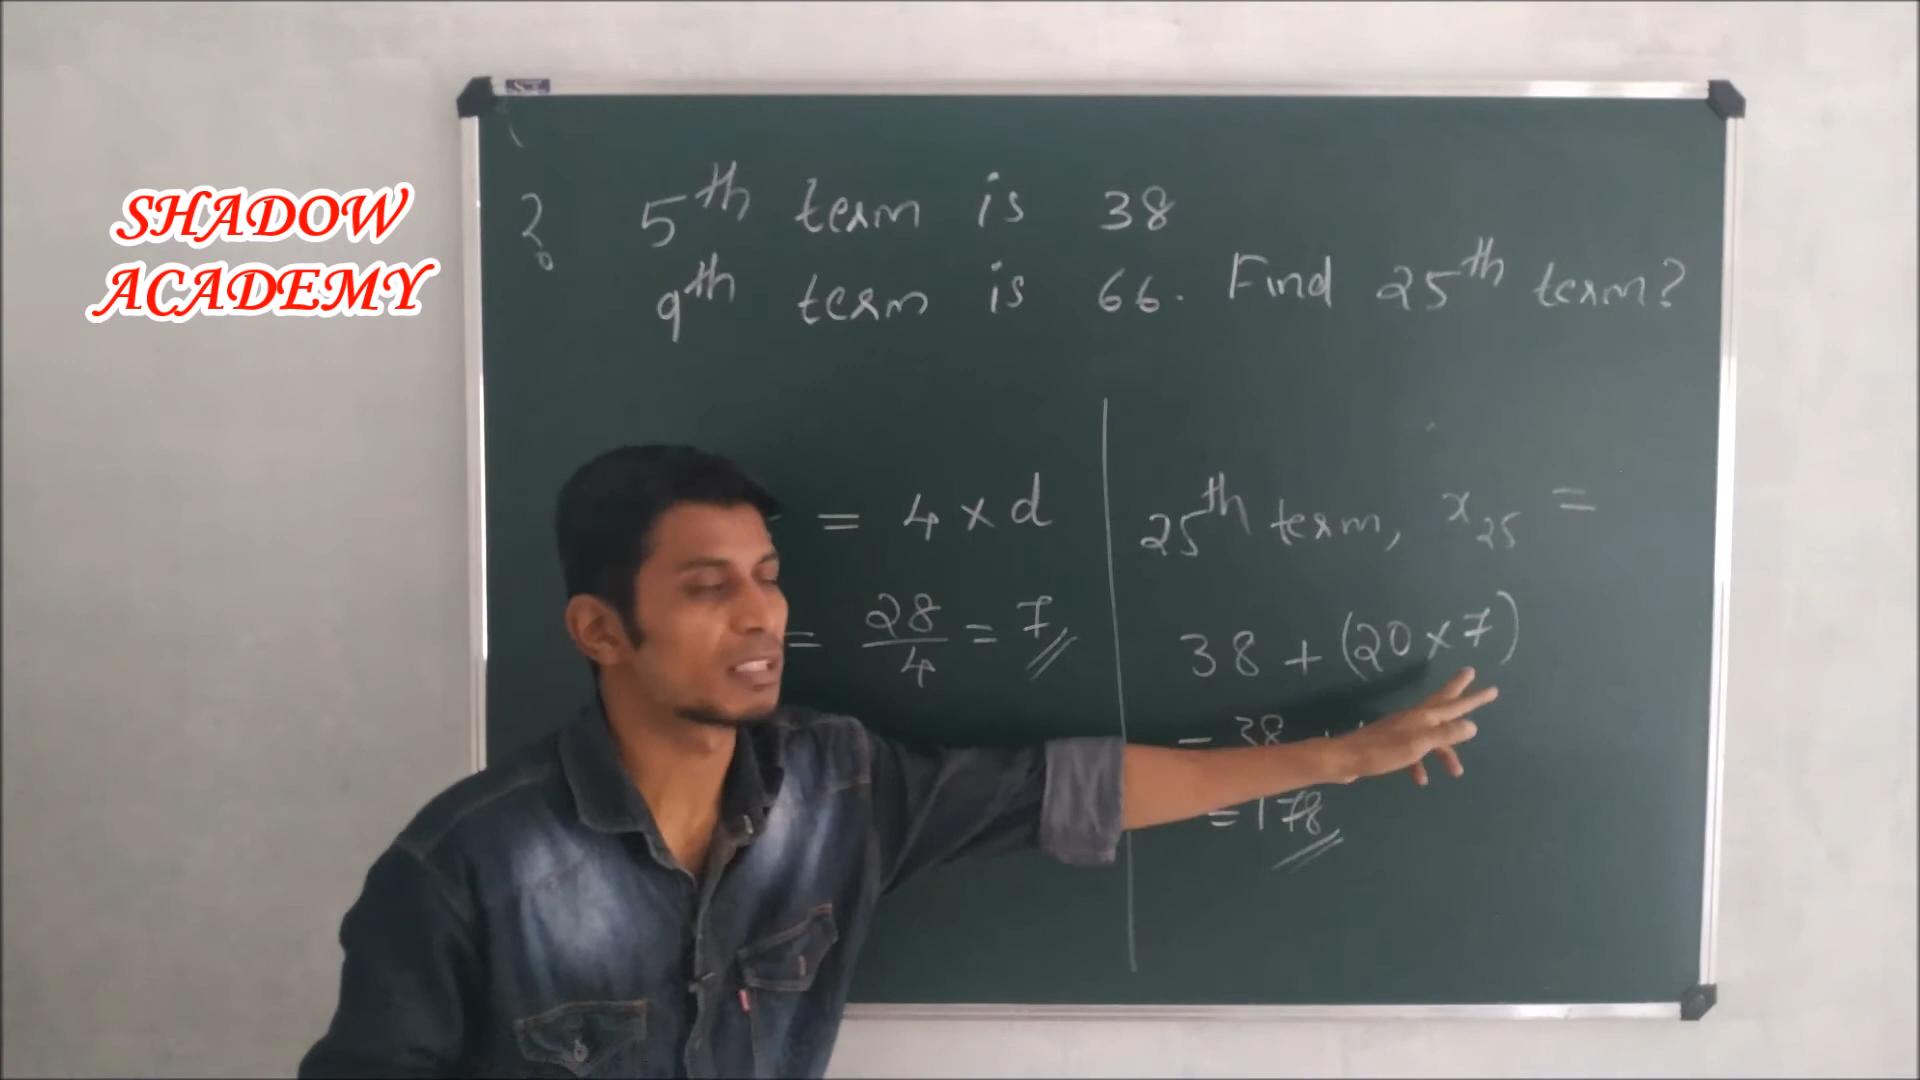 SHADOW
ACADEMY
? 5th term is 38
9th term is 66. Find 25th term?
= 4 × d
= 28/4 = 7
25th term, x25 =
38 + (20 × 7)
= 38 +
= 178